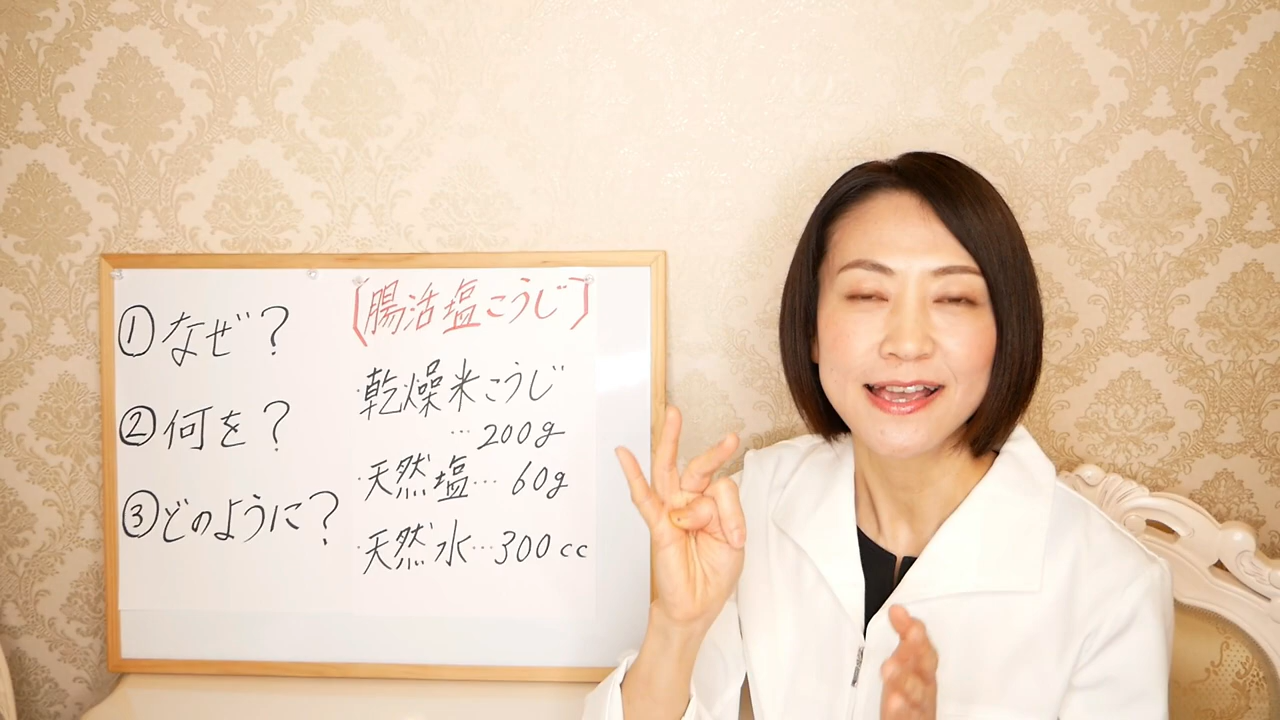 ①なぜ？
②何を？
③どのように？
〔腸活塩こうじ〕
・乾燥米こうじ
…200g
・天然塩…60g
・天然水…300cc